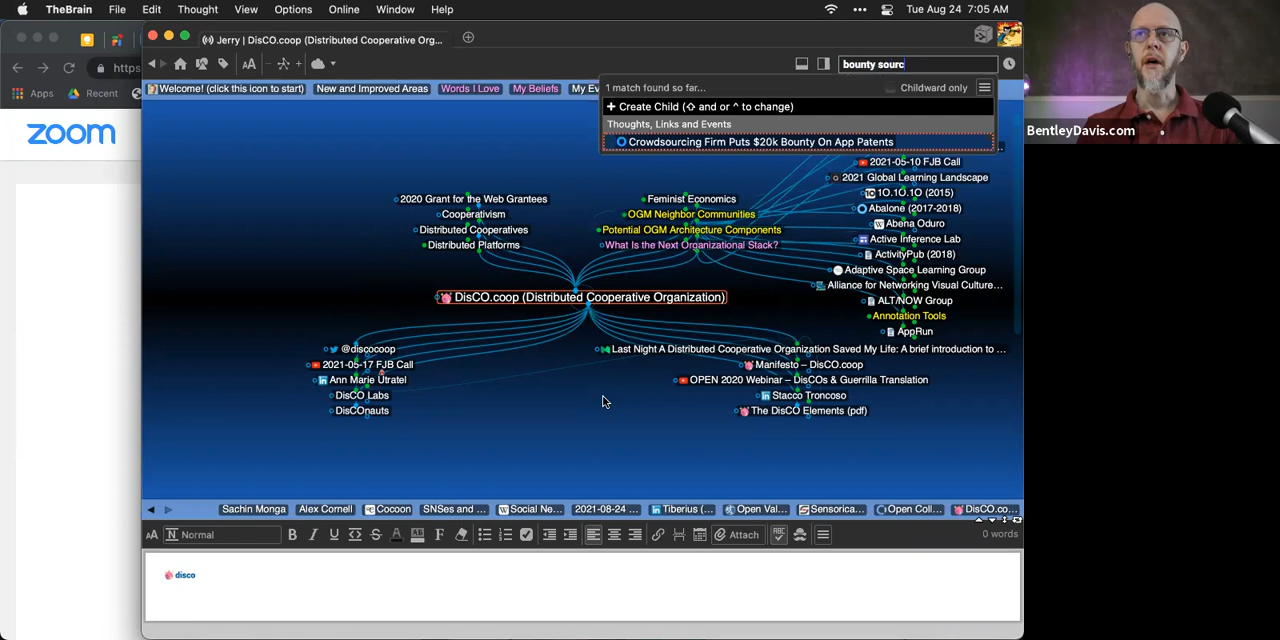 TheBrain File Edit Thought View Options Online Window Help Tue Aug 24 7:05 AM
Jerry | DisCO.coop (Distributed Cooperative Org...
https
AA
bounty sourc
Apps Recent
Welcome! (click this icon to start) New and Improved Areas Words I Love My Beliefs My Ev
1 match found so far... Childward only
Create Child (⇧ and or ^ to change)
Thoughts, Links and Events
Crowdsourcing Firm Puts $20k Bounty On App Patents
zoom
BentleyDavis.com
2021-05-10 FJB Call
2021 Global Learning Landscape
1O.1O.1O (2015)
Abalone (2017-2018)
Abena Oduro
Active Inference Lab
ActivityPub (2018)
Adaptive Space Learning Group
Alliance for Networking Visual Culture...
ALT/NOW Group
Annotation Tools
AppRun
2020 Grant for the Web Grantees
Cooperativism
Distributed Cooperatives
Distributed Platforms
Feminist Economics
OGM Neighbor Communities
Potential OGM Architecture Components
What Is the Next Organizational Stack?
DisCO.coop (Distributed Cooperative Organization)
@discocoop
2021-05-17 FJB Call
Ann Marie Utratel
DisCO Labs
DisCOnauts
Last Night A Distributed Cooperative Organization Saved My Life: A brief introduction to ...
Manifesto – DisCO.coop
OPEN 2020 Webinar – DisCOs & Guerrilla Translation
Stacco Troncoso
The DisCO Elements (pdf)
Sachin Monga Alex Cornell Cocoon SNSes and ... Social Ne... 2021-08-24 ... Tiberius (... Open Val... Sensorica... Open Coll... DisCO.co...
AA N Normal B I U S A F Attach ABC 0 words
disco